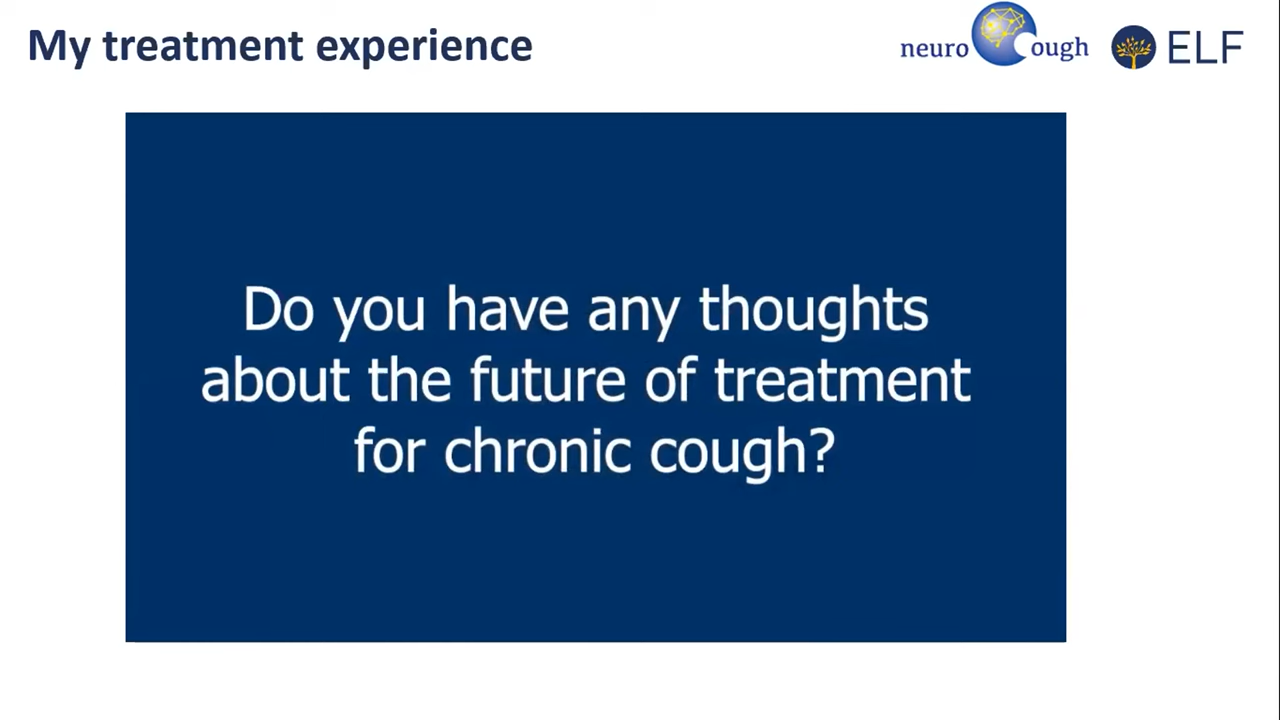 My treatment experience
neuro Cough
ELF
Do you have any thoughts
about the future of treatment
for chronic cough?